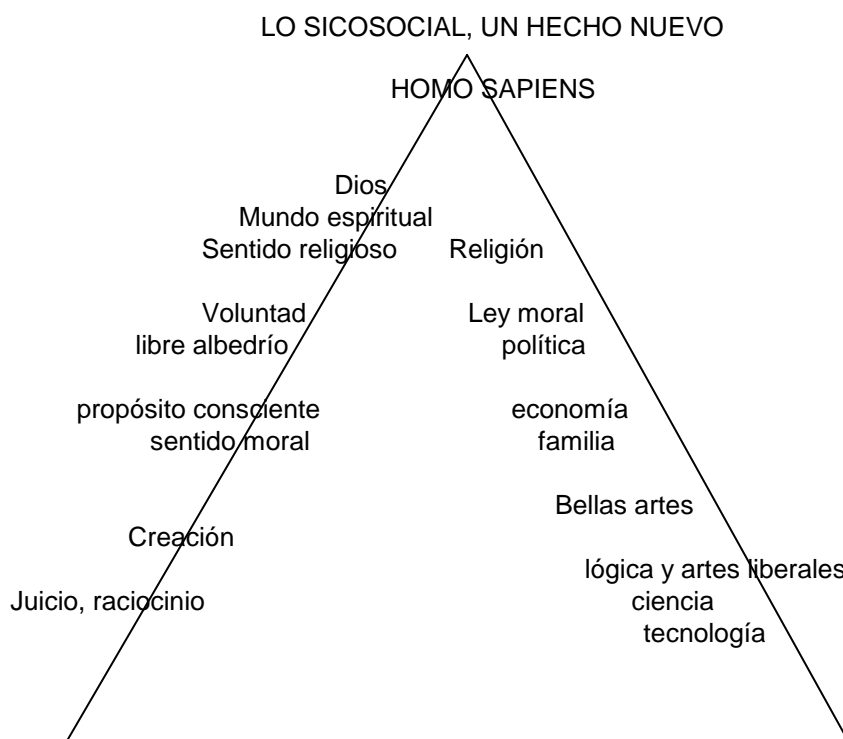 LO SICOSOCIAL, UN HECHO NUEVO
HOMO SAPIENS
Dios
Mundo espiritual
Sentido religioso Religión
Voluntad Ley moral
libre albedrío política
propósito consciente economía
sentido moral familia
Bellas artes
Creación
lógica y artes liberales
Juicio, raciocinio ciencia
tecnología